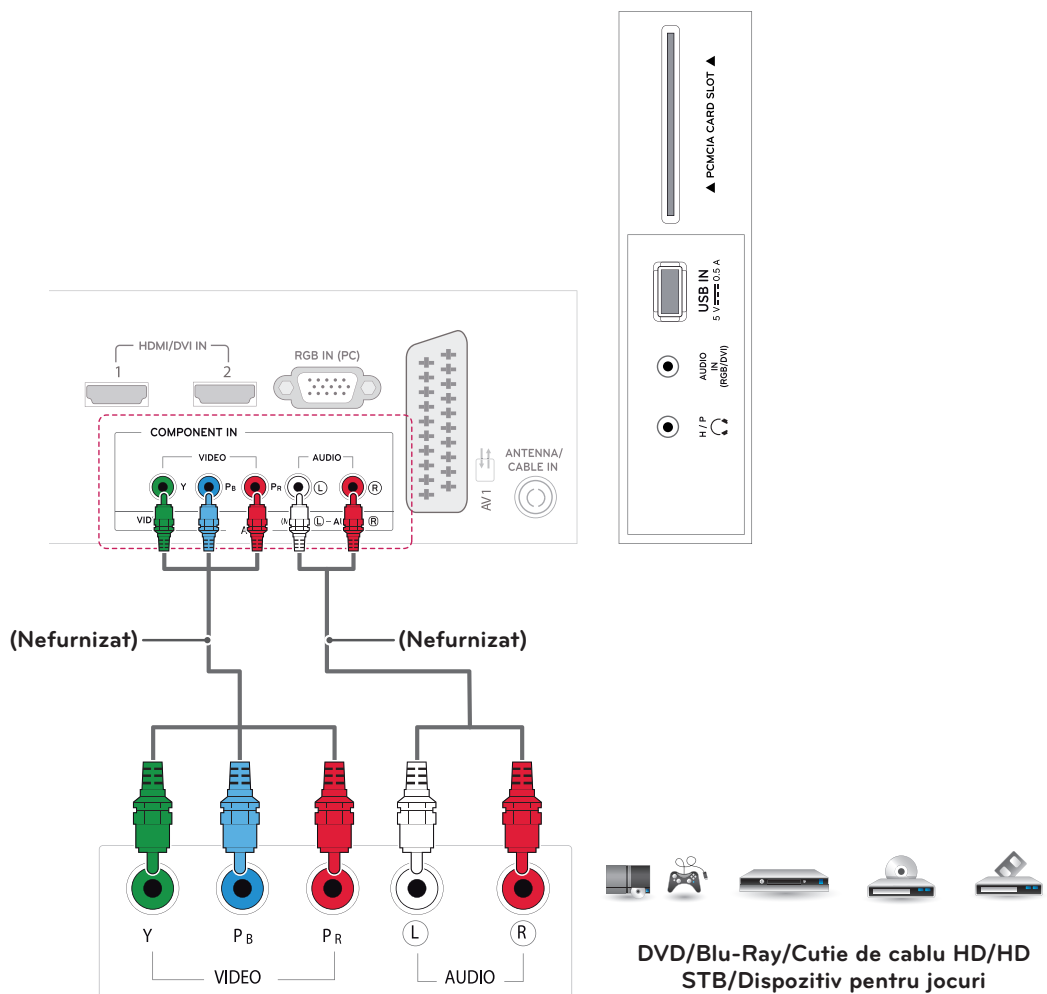 ▲ PCMCIA CARD SLOT ▲
USB IN
5 V 0.5 A
AUDIO
IN
(RGB/DVI)
H / P
HDMI/DVI IN
1 2
RGB IN (PC)
COMPONENT IN
VIDEO AUDIO
Y PB PR L R
L - R
AV1
ANTENNA/
CABLE IN
(Nefurnizat) (Nefurnizat)
Y PB PR L R
VIDEO AUDIO
DVD/Blu-Ray/Cutie de cablu HD/HD
STB/Dispozitiv pentru jocuri